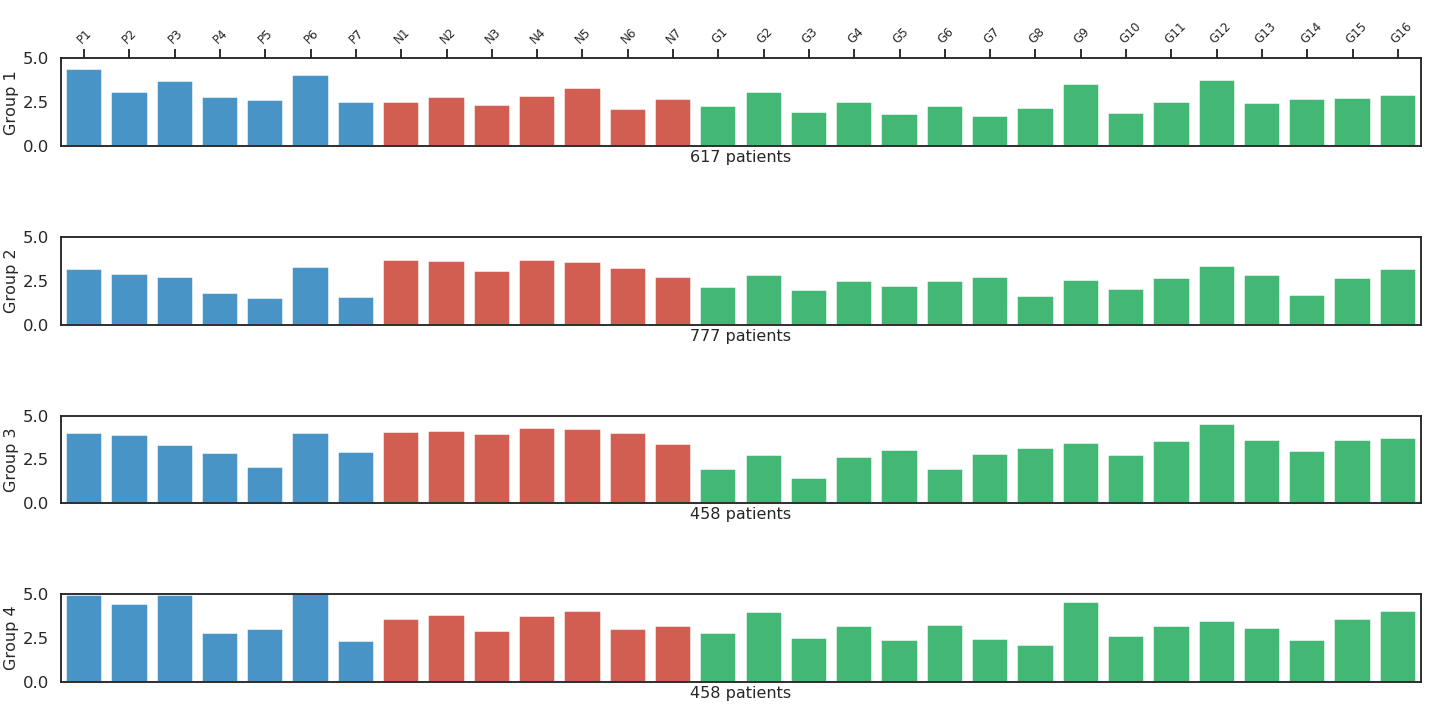 P1 P2 P3 P4 P5 P6 P7 N1 N2 N3 N4 N5 N6 N7 G1 G2 G3 G4 G5 G6 G7 G8 G9 G10 G11 G12 G13 G14 G15 G16
Group 1
5.0
2.5
0.0
617 patients
Group 2
5.0
2.5
0.0
777 patients
Group 3
5.0
2.5
0.0
458 patients
Group 4
5.0
2.5
0.0
458 patients